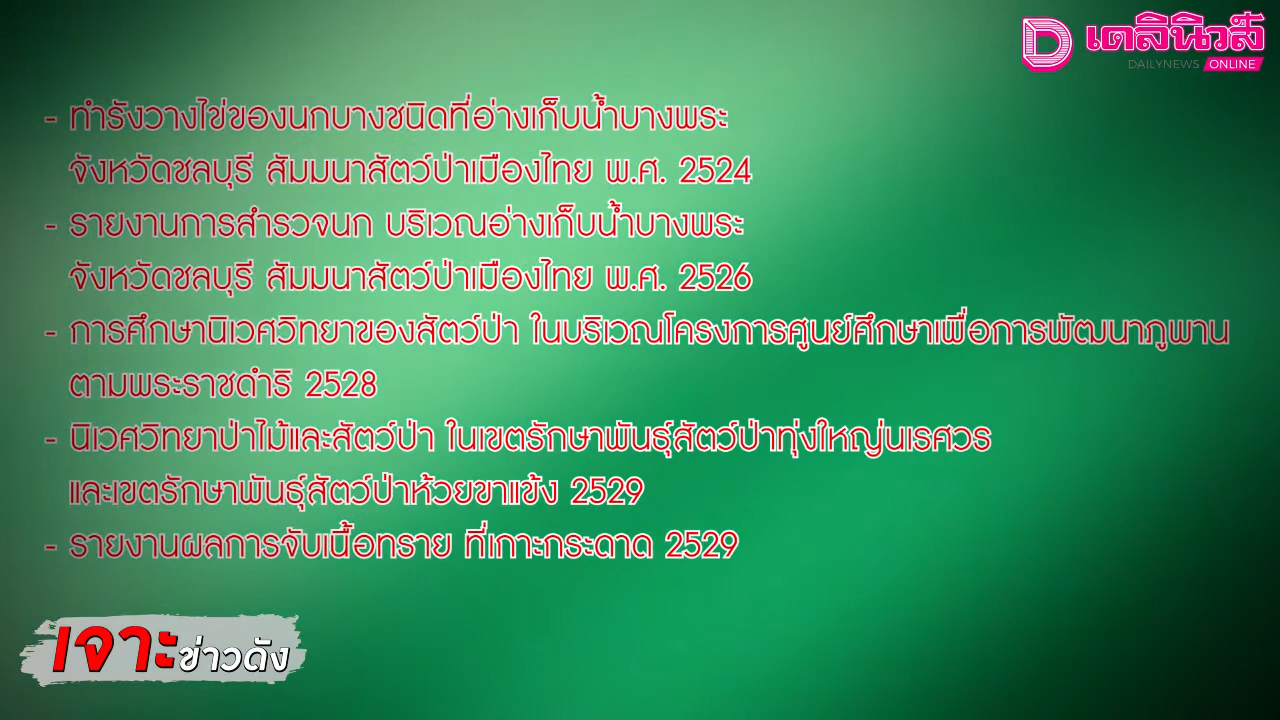 เดลินิวส์
DAILYNEWS ONLINE
- ทำรังวางไข่ของนกบางชนิดที่อ่างเก็บน้ำบางพระ
จังหวัดชลบุรี สัมมนาสัตว์ป่าเมืองไทย พ.ศ. 2524
- รายงานการสำรวจนก บริเวณอ่างเก็บน้ำบางพระ
จังหวัดชลบุรี สัมมนาสัตว์ป่าเมืองไทย พ.ศ. 2526
- การศึกษานิเวศวิทยาของสัตว์ป่า ในบริเวณโครงการศูนย์ศึกษาเพื่อการพัฒนาภูพาน
ตามพระราชดำริ 2528
- นิเวศวิทยาป่าไม้และสัตว์ป่า ในเขตรักษาพันธุ์สัตว์ป่าทุ่งใหญ่นเรศวร
และเขตรักษาพันธุ์สัตว์ป่าห้วยขาแข้ง 2529
- รายงานผลการจับเนื้อทราย ที่เกาะกระดาด 2529
เจาะข่าวดัง